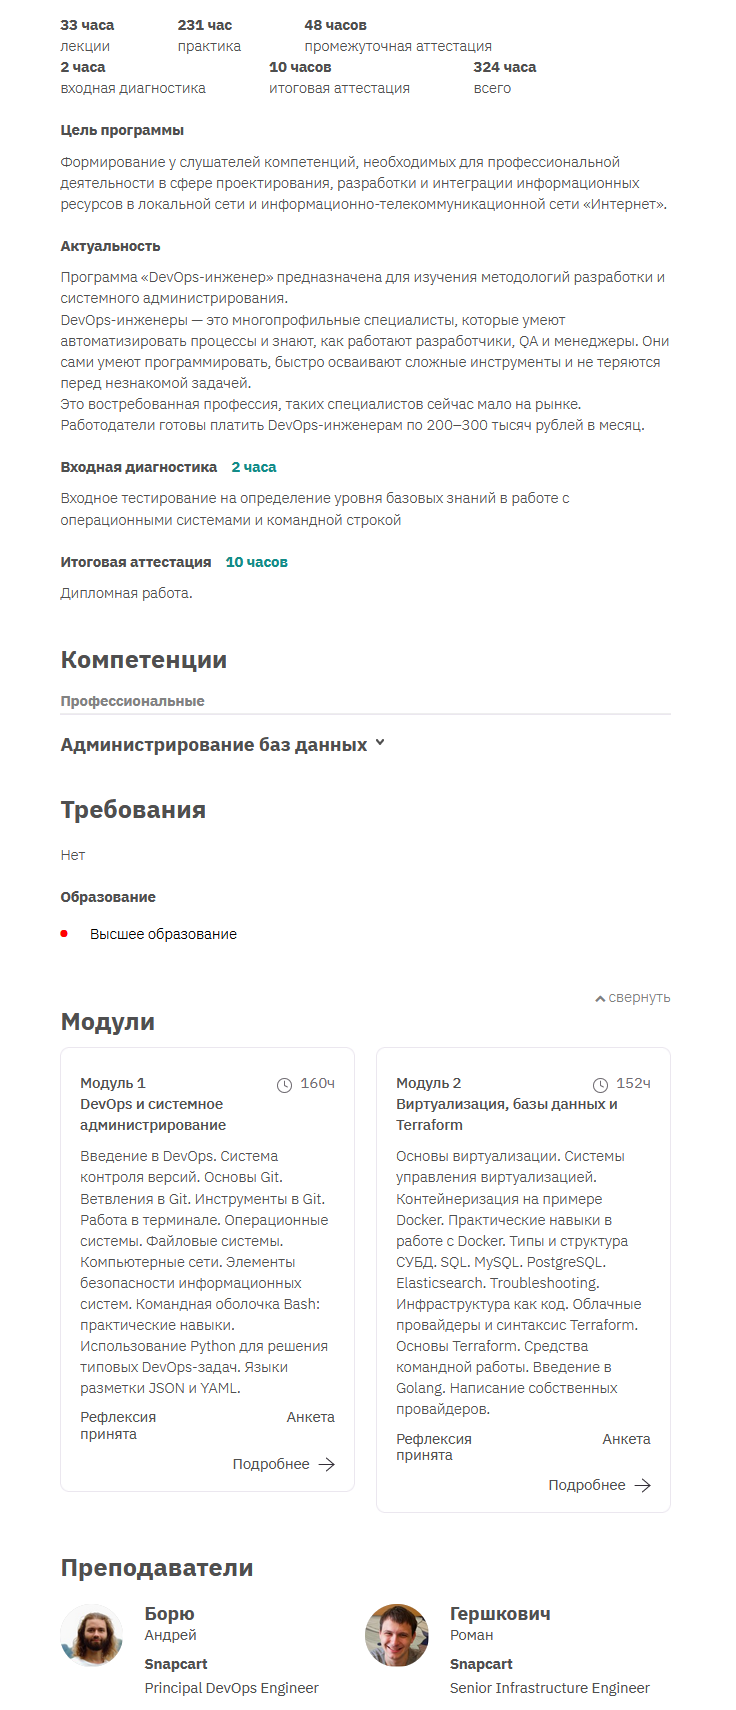 33 часа 231 час 48 часов
лекции практика промежуточная аттестация
2 часа 10 часов 324 часа
входная диагностика итоговая аттестация всего
Цель программы
Формирование у слушателей компетенций, необходимых для профессиональной
деятельности в сфере проектирования, разработки и интеграции информационных
ресурсов в локальной сети и информационно-телекоммуникационной сети «Интернет».
Актуальность
Программа «DevOps-инженер» предназначена для изучения методологий разработки и
системного администрирования.
DevOps-инженеры — это многопрофильные специалисты, которые умеют
автоматизировать процессы и знают, как работают разработчики, QA и менеджеры. Они
сами умеют программировать, быстро осваивают сложные инструменты и не теряются
перед незнакомой задачей.
Это востребованная профессия, таких специалистов сейчас мало на рынке.
Работодатели готовы платить DevOps-инженерам по 200–300 тысяч рублей в месяц.
Входная диагностика 2 часа
Входное тестирование на определение уровня базовых знаний в работе с
операционными системами и командной строкой
Итоговая аттестация 10 часов
Дипломная работа.
Компетенции
Профессиональные
Администрирование баз данных
Требования
Нет
Образование
Высшее образование
свернуть
Модули
Модуль 1 160ч
DevOps и системное
администрирование
Введение в DevOps. Система
контроля версий. Основы Git.
Ветвления в Git. Инструменты в Git.
Работа в терминале. Операционные
системы. Файловые системы.
Компьютерные сети. Элементы
безопасности информационных
систем. Командная оболочка Bash:
практические навыки.
Использование Python для решения
типовых DevOps-задач. Языки
разметки JSON и YAML.
Рефлексия Анкета
принята
Подробнее
Модуль 2 152ч
Виртуализация, базы данных и
Terraform
Основы виртуализации. Системы
управления виртуализацией.
Контейнеризация на примере
Docker. Практические навыки в
работе с Docker. Типы и структура
СУБД. SQL. MySQL. PostgreSQL.
Elasticsearch. Troubleshooting.
Инфраструктура как код. Облачные
провайдеры и синтаксис Terraform.
Основы Terraform. Средства
командной работы. Введение в
Golang. Написание собственных
провайдеров.
Рефлексия Анкета
принята
Подробнее
Преподаватели
Борю
Андрей
Snapcart
Principal DevOps Engineer
Гершкович
Роман
Snapcart
Senior Infrastructure Engineer